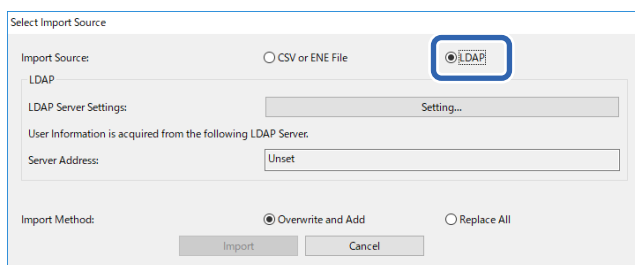 Select Import Source
Import Source: CSV or ENE File LDAP
LDAP
LDAP Server Settings: Setting...
User Information is acquired from the following LDAP Server.
Server Address: Unset
Import Method: Overwrite and Add Replace All
Import Cancel